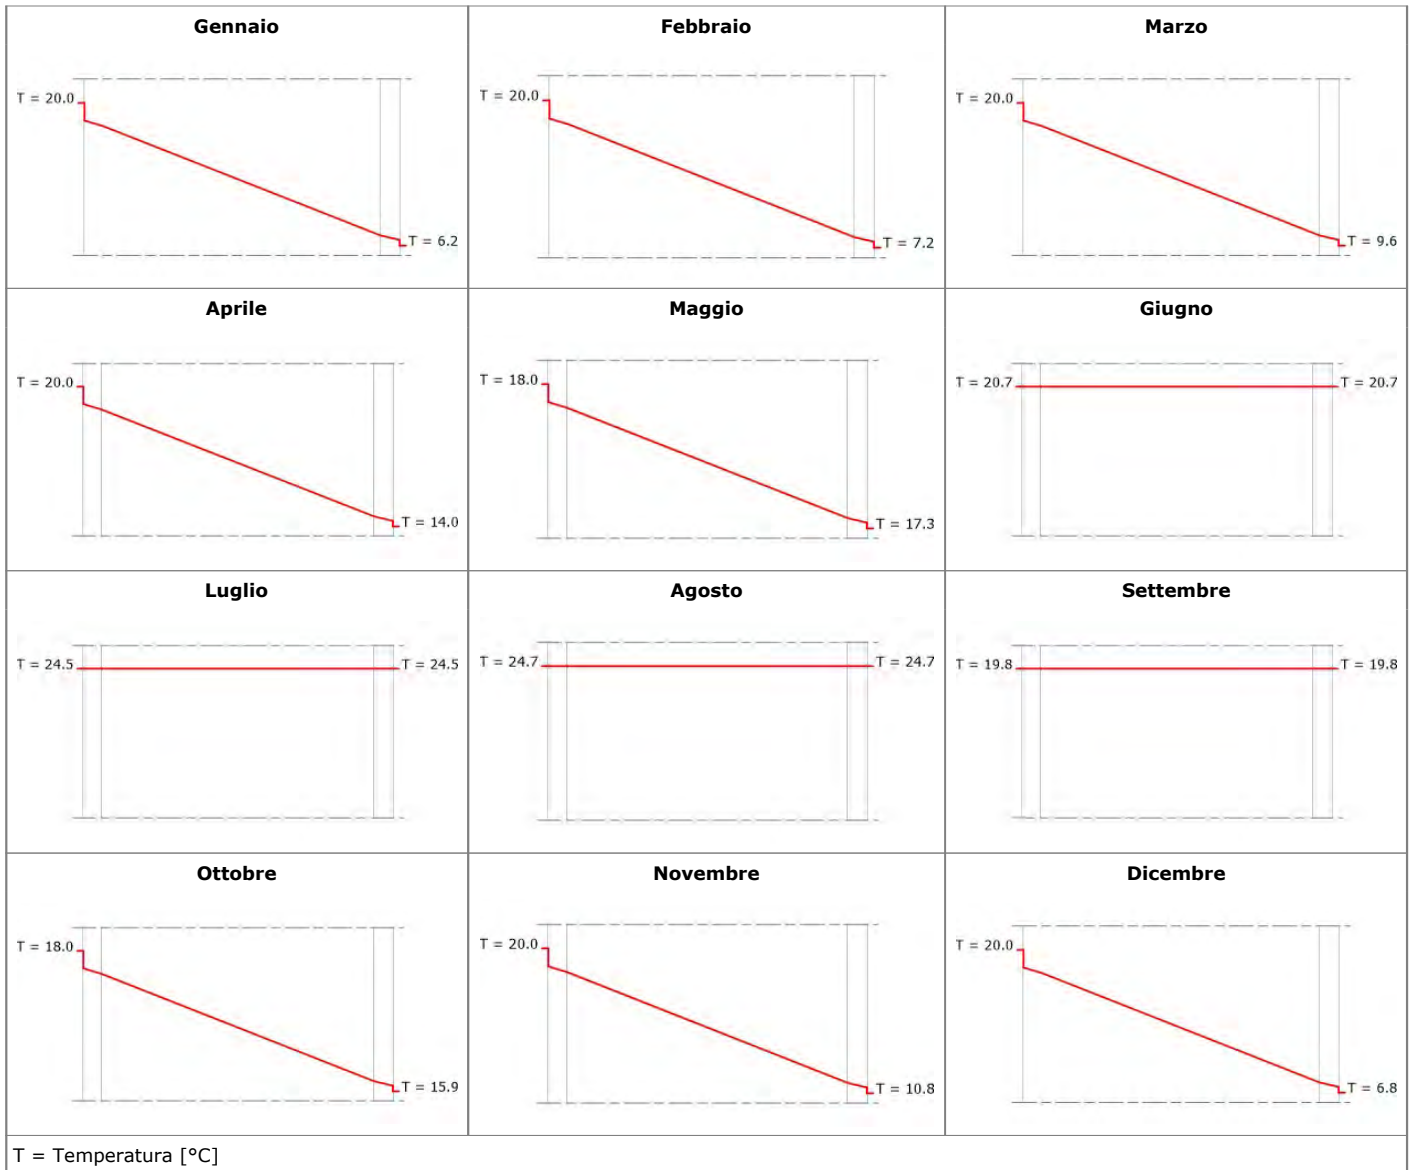 Gennaio
Febbraio
Marzo
T = 20.0
T = 6.2
T = 20.0
T = 7.2
T = 20.0
T = 9.6
Aprile
Maggio
Giugno
T = 20.0
T = 14.0
T = 18.0
T = 17.3
T = 20.7
T = 20.7
Luglio
Agosto
Settembre
T = 24.5
T = 24.5
T = 24.7
T = 24.7
T = 19.8
T = 19.8
Ottobre
Novembre
Dicembre
T = 18.0
T = 15.9
T = 20.0
T = 10.8
T = 20.0
T = 6.8
T = Temperatura [°C]